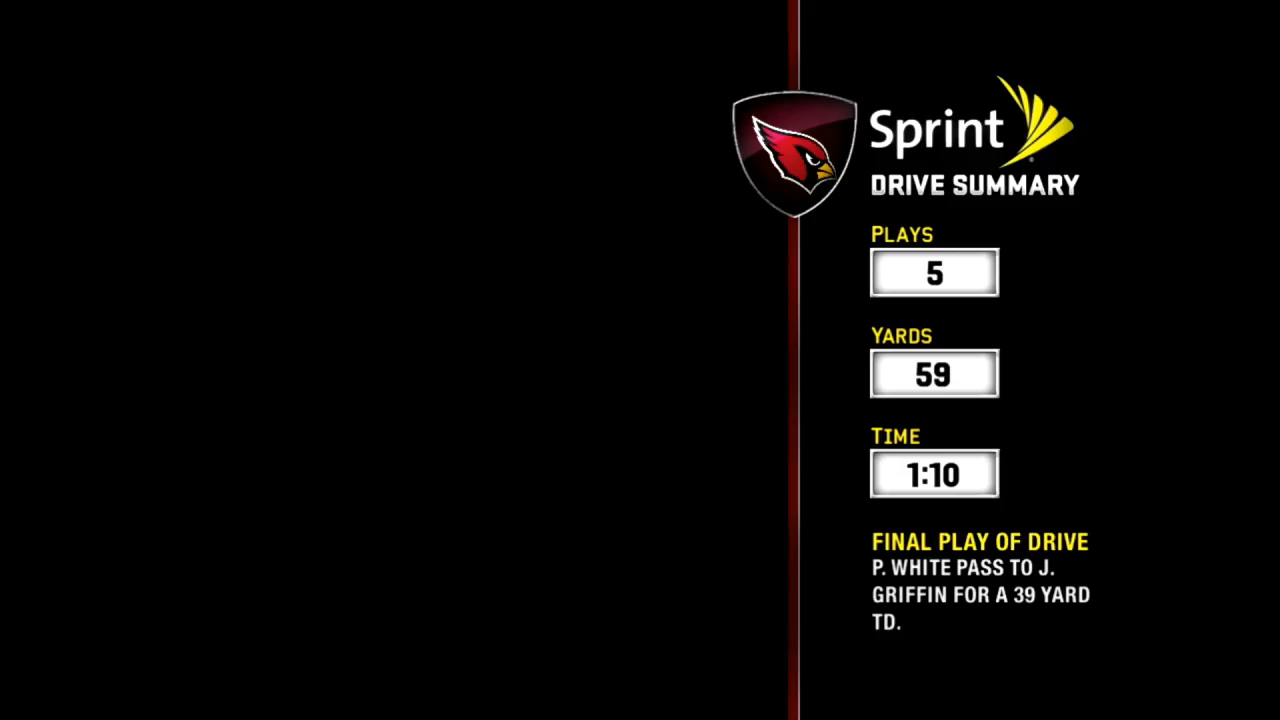 Sprint
DRIVE SUMMARY
PLAYS
5
YARDS
59
TIME
1:10
FINAL PLAY OF DRIVE
P. WHITE PASS TO J.
GRIFFIN FOR A 39 YARD
TD.